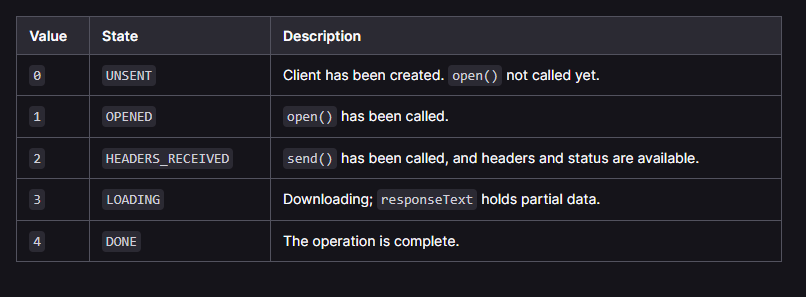 Value State Description
0 UNSENT Client has been created. open() not called yet.
1 OPENED open() has been called.
2 HEADERS_RECEIVED send() has been called, and headers and status are available.
3 LOADING Downloading; responseText holds partial data.
4 DONE The operation is complete.